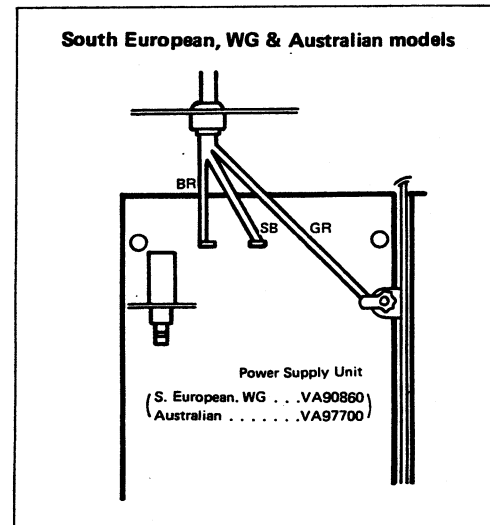 South European, WG & Australian models
BR
SB
GR
Power Supply Unit
(S. European. WG . . .VA90860)
(Australian . . . . . . .VA97700)